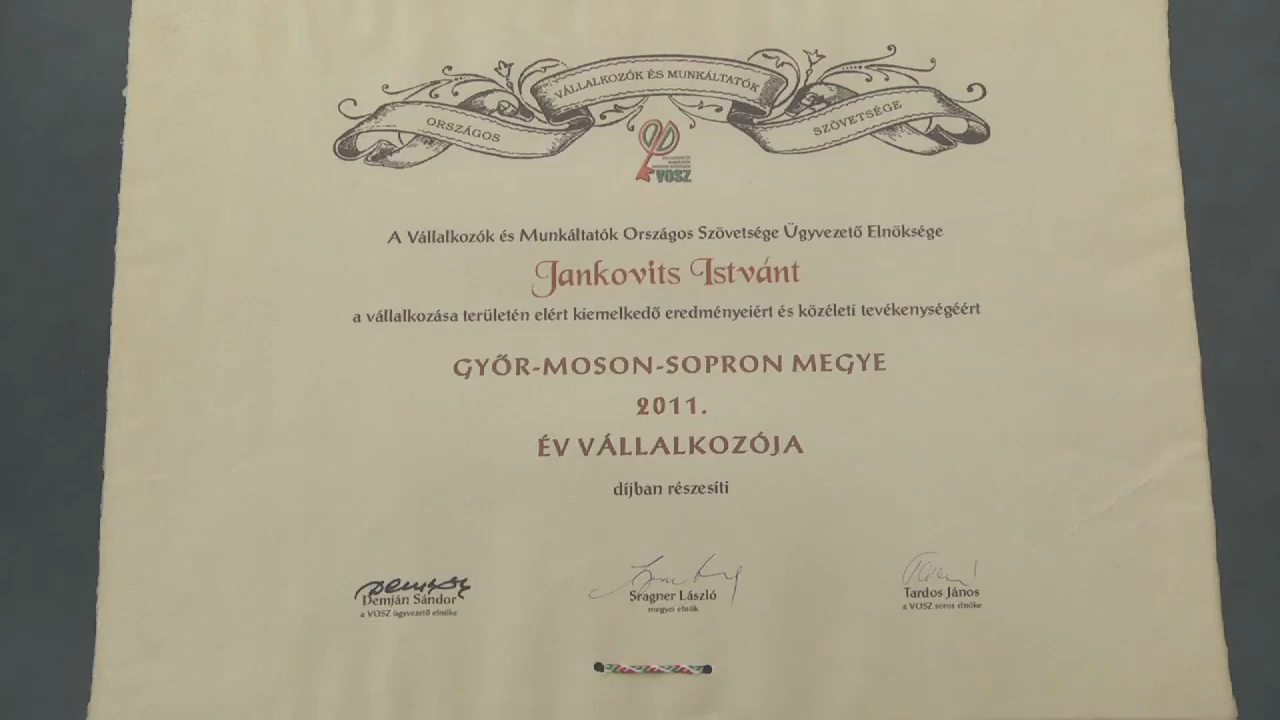 ORSZÁGOS
VÁLLALKOZÓK ÉS MUNKÁLTATÓK
SZÖVETSÉGE
VOSZ
A Vállalkozók és Munkáltatók Országos Szövetsége Ügyvezető Elnöksége
Jankovits Istvánt
a vállalkozása területén elért kiemelkedő eredményeiért és közéleti tevékenységéért
GYŐR-MOSON-SOPRON MEGYE
2011.
ÉV VÁLLALKOZÓJA
díjban részesíti
Demján Sándor
a VOSZ ügyvezető elnöke
Sragner László
megyei elnök
Tardos János
a VOSZ soros elnöke